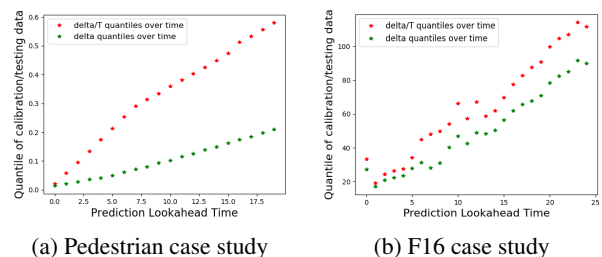 delta/T quantiles over time
delta quantiles over time
Quantile of calibration/testing data
0.6
0.5
0.4
0.3
0.2
0.1
0.0
0.0 2.5 5.0 7.5 10.0 12.5 15.0 17.5
Prediction Lookahead Time
(a) Pedestrian case study
delta/T quantiles over time
delta quantiles over time
Quantile of calibration/testing data
100
80
60
40
20
0 5 10 15 20 25
Prediction Lookahead Time
(b) F16 case study